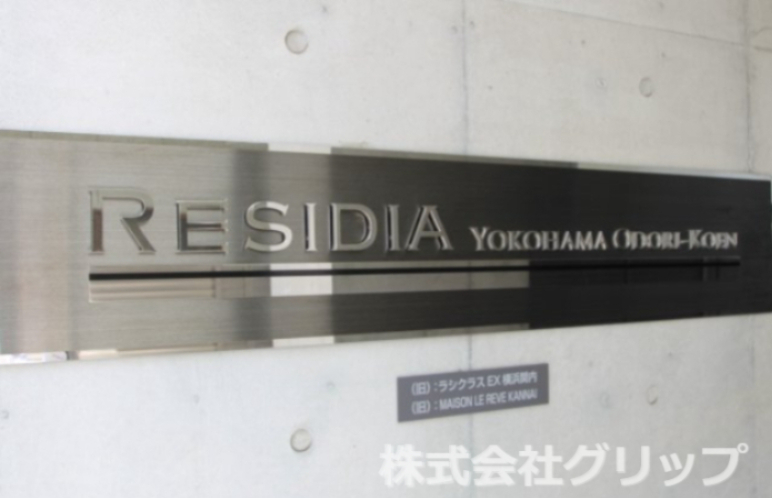 RESIDIA YOKOHAMA ODORI-KOEN
(旧):ラシクラス EX 横浜関内
(旧):MAISON LE REVE KANNAI
株式会社グリップ